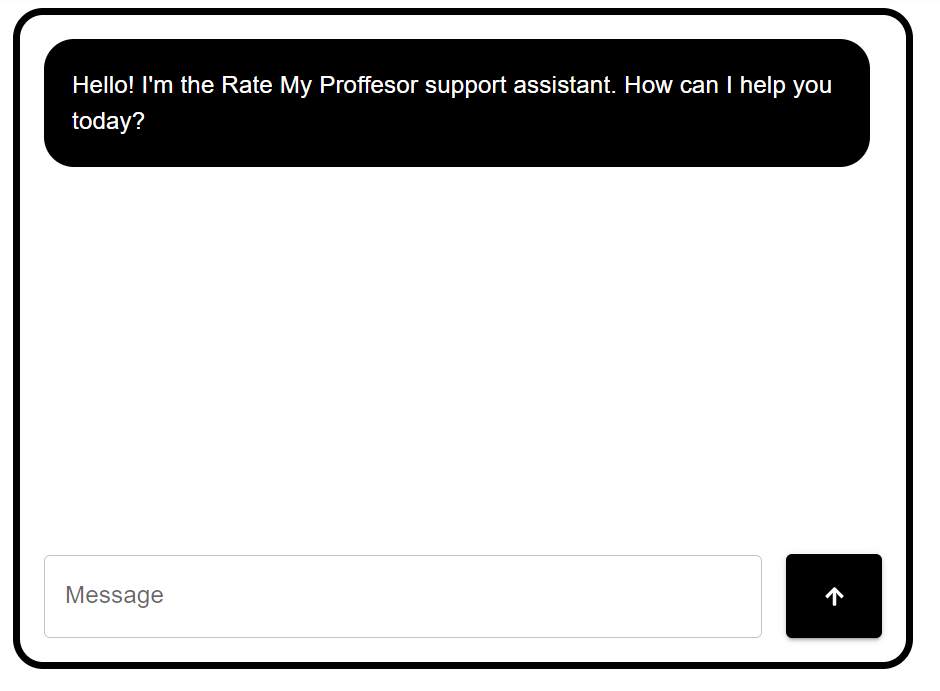 Hello! I'm the Rate My Proffesor support assistant. How can I help you
today?
Message